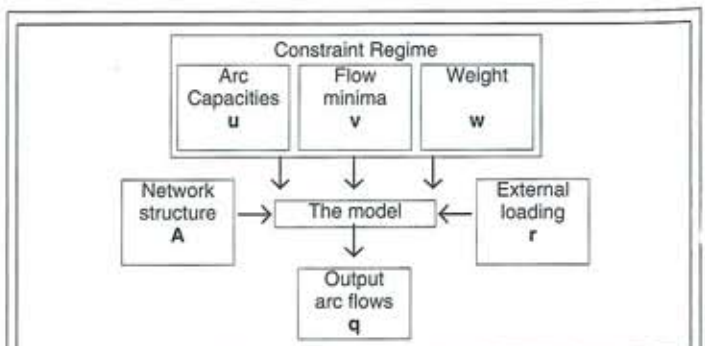 Constraint Regime
Arc
Capacities
u
Flow
minima
v
Weight
w
Network
structure
A
The model
External
loading
r
Output
arc flows
q